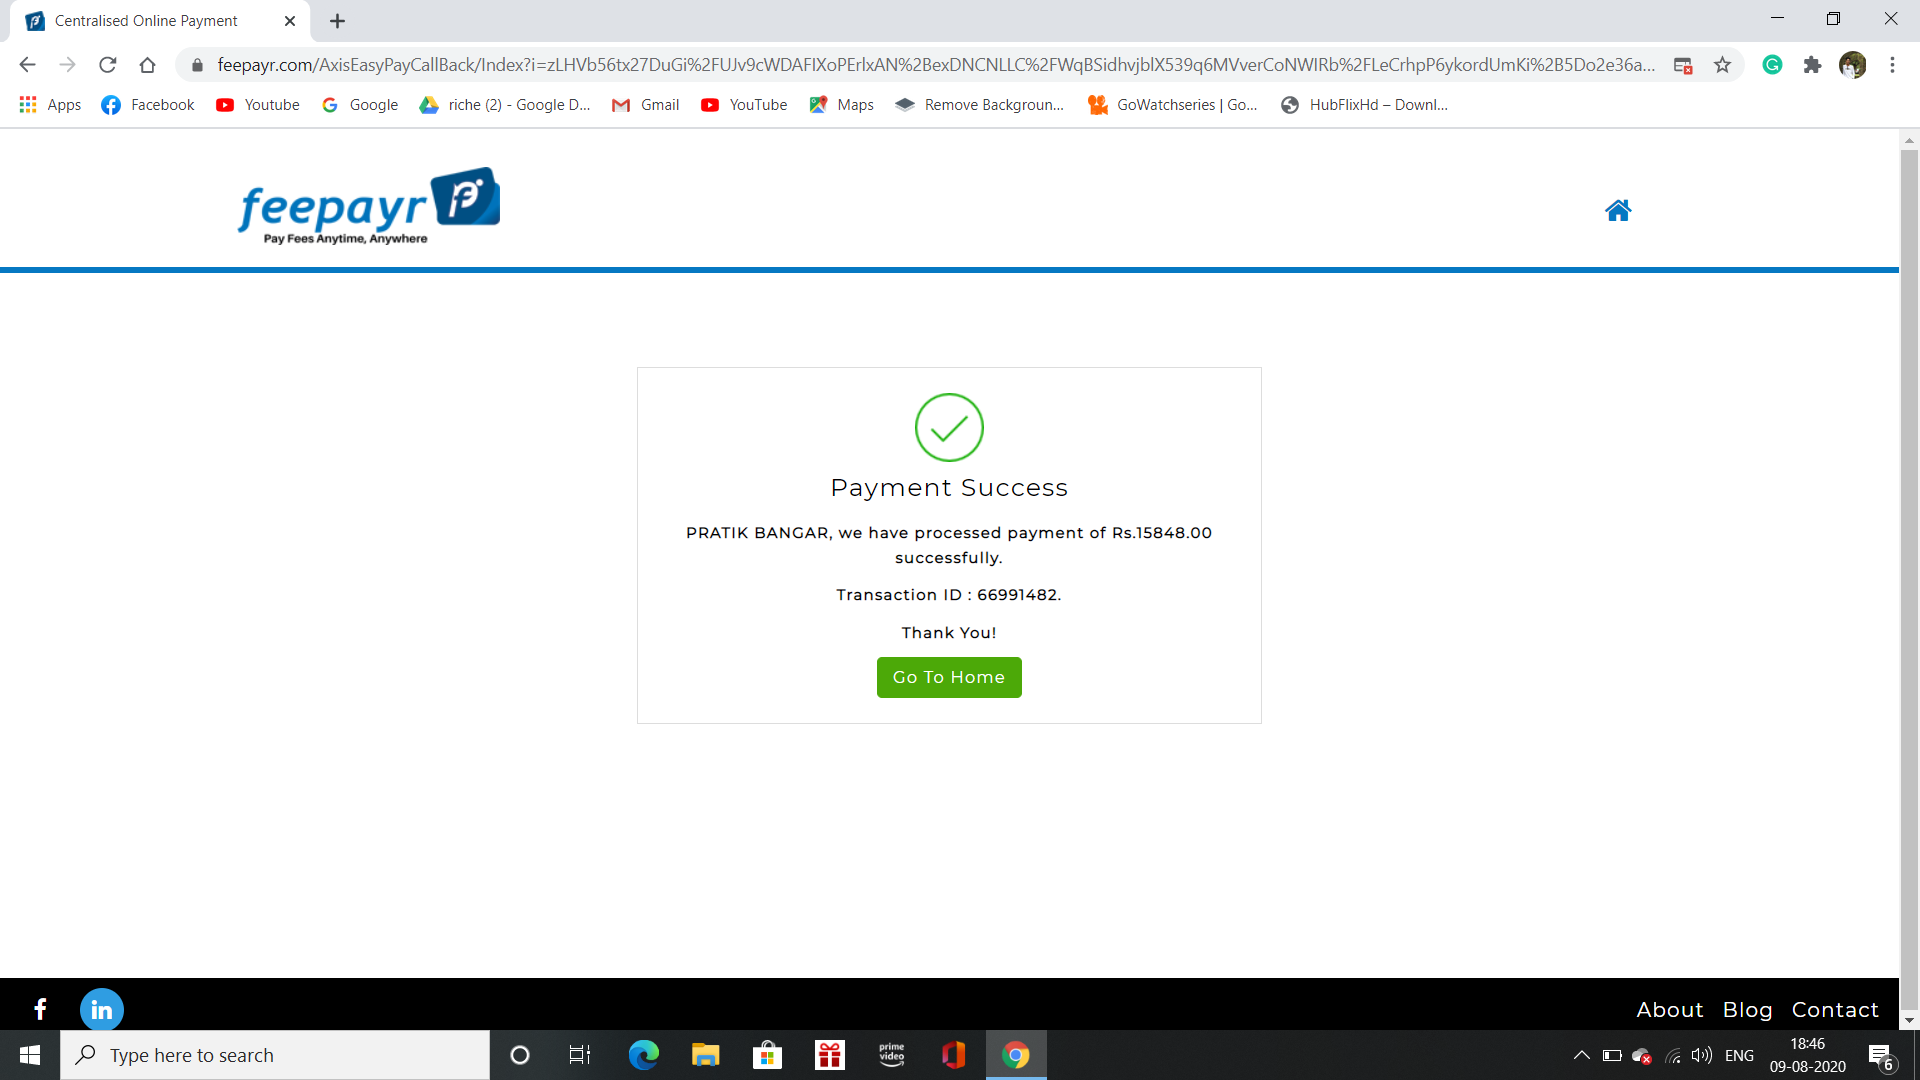 Centralised Online Payment
feepayr.com/AxisEasyPayCallBack/Index?i=zLHVb56tx27DuGi%2FUJv9cWDAFIXoPErlxAN%2BexDNCNLLC%2FWqBSidhvjblX539q6MVverCoNWIRb%2FLeCrhpP6ykordUmKi%2B5Do2e36a...
Apps Facebook Youtube Google riche (2) - Google D... Gmail YouTube Maps Remove Backgroun... GoWatchseries | Go... HubFlixHd – Downl...
feepayr
Pay Fees Anytime, Anywhere
Payment Success
PRATIK BANGAR, we have processed payment of Rs.15848.00
successfully.
Transaction ID : 66991482.
Thank You!
Go To Home
About Blog Contact
Type here to search
prime
video
ENG
18:46
09-08-2020
6